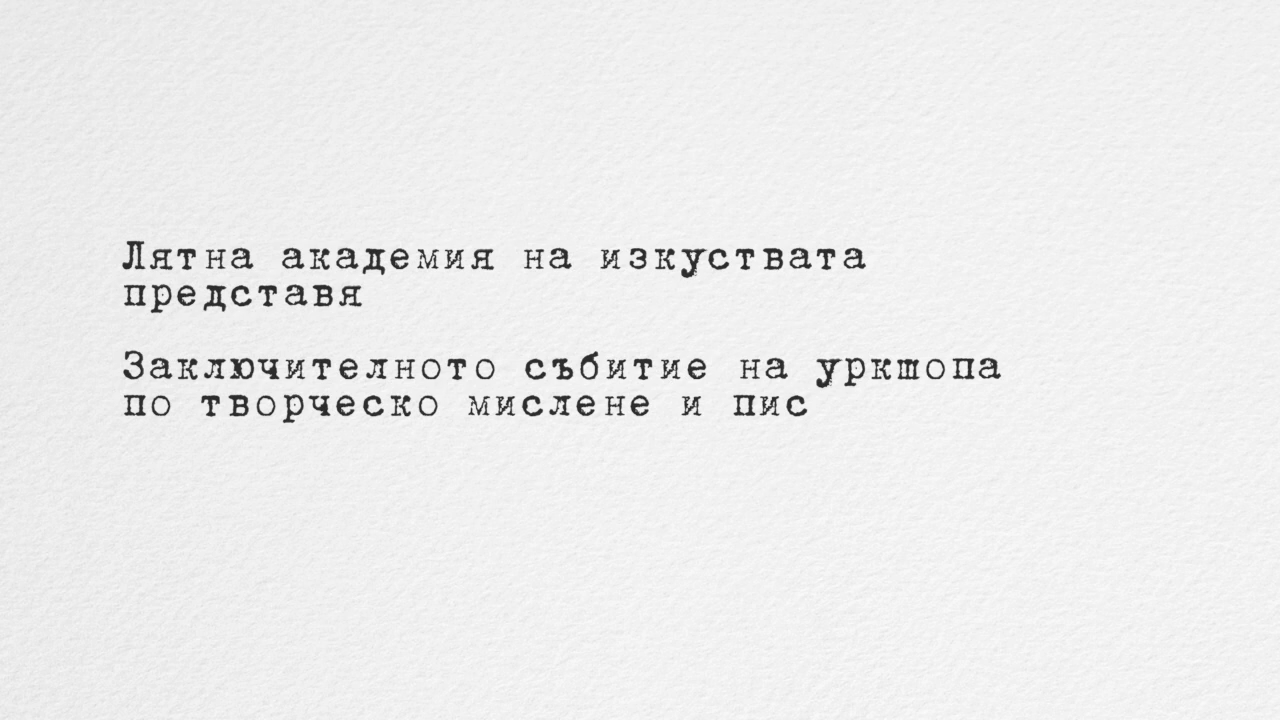 Лятна академия на изкуствата
представя
Заключителното събитие на уркшопа
по творческо мислене и пис